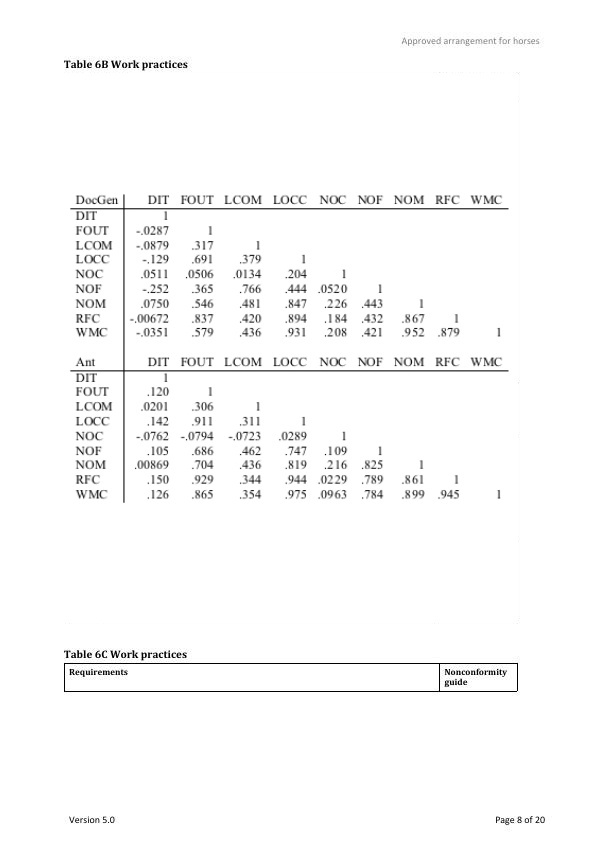 Approved arrangement for horses
Table 6B Work practices
DocGen DIT FOUT LCOM LOCC NOC NOF NOM RFC WMC
DIT 1
FOUT -.0287 1
LCOM -.0879 .317 1
LOCC -.129 .691 .379 1
NOC .0511 .0506 .0134 .204 1
NOF -.252 .365 .766 .444 .0520 1
NOM .0750 .546 .481 .847 .226 .443 1
RFC -.00672 .837 .420 .894 .184 .432 .867 1
WMC -.0351 .579 .436 .931 .208 .421 .952 .879 1
Ant DIT FOUT LCOM LOCC NOC NOF NOM RFC WMC
DIT 1
FOUT .120 1
LCOM .0201 .306 1
LOCC .142 .911 .311 1
NOC -.0762 -.0794 -.0723 .0289 1
NOF .105 .686 .462 .747 .109 1
NOM .00869 .704 .436 .819 .216 .825 1
RFC .150 .929 .344 .944 .0229 .789 .861 1
WMC .126 .865 .354 .975 .0963 .784 .899 .945 1
Table 6C Work practices
Requirements Nonconformity
guide
Version 5.0 Page 8 of 20